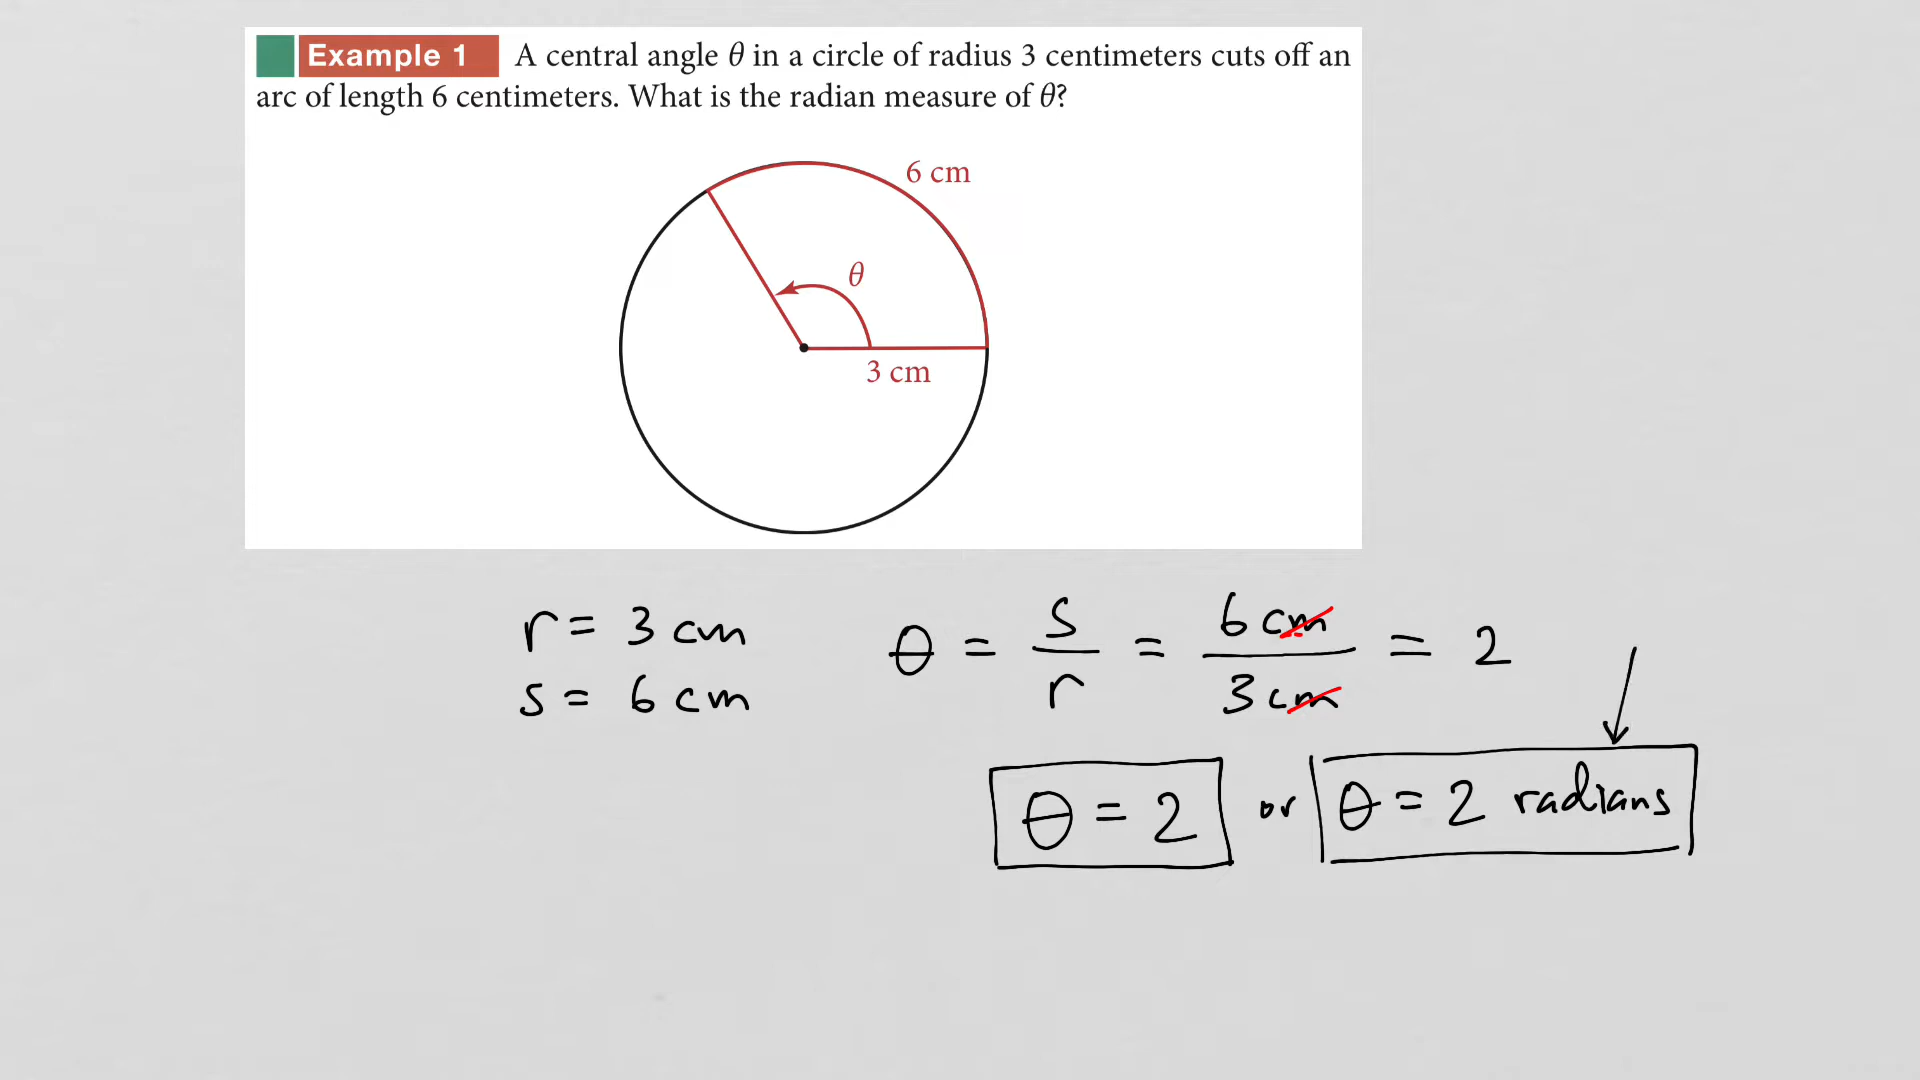 Example 1 A central angle θ in a circle of radius 3 centimeters cuts off an
arc of length 6 centimeters. What is the radian measure of θ?
6 cm
θ
3 cm
r = 3 cm
s = 6 cm
θ = s/r = 6 cm/3 cm = 2
θ = 2 or θ = 2 radians